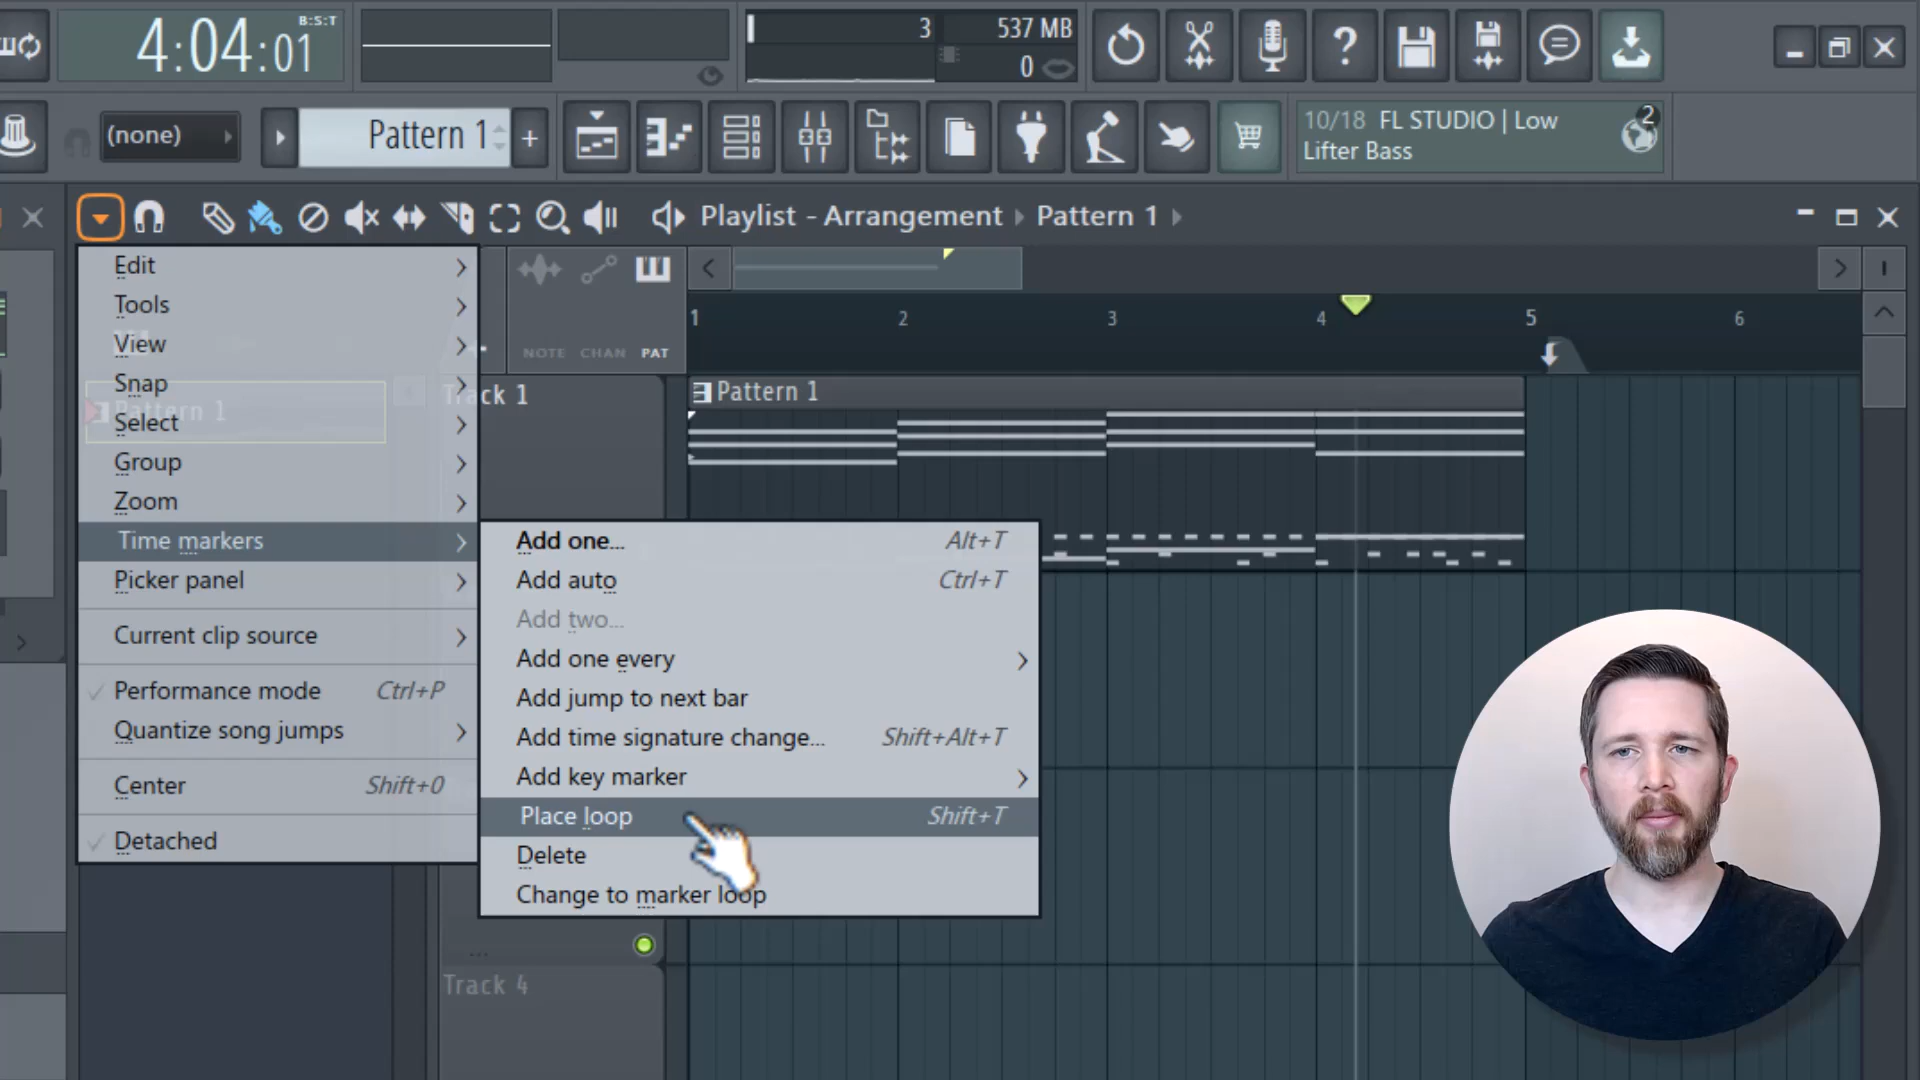 B:S:T
4:04:01
3
537 MB
0
?
(none)
Pattern 1
+
10/18 FL STUDIO | Low
Lifter Bass
2
Playlist - Arrangement
Pattern 1
Edit
Tools
View
Snap
Pattern 1
Select
Group
Zoom
Time markers
Picker panel
Current clip source
Performance mode Ctrl+P
Quantize song jumps
Center Shift+0
Detached
NOTE CHAN PAT
1 2 3 4 5 6
ck 1
Pattern 1
Add one... Alt+T
Add auto Ctrl+T
Add two...
Add one every
Add jump to next bar
Add time signature change... Shift+Alt+T
Add key marker
Place loop Shift+T
Delete
Change to marker loop
...
Track 4